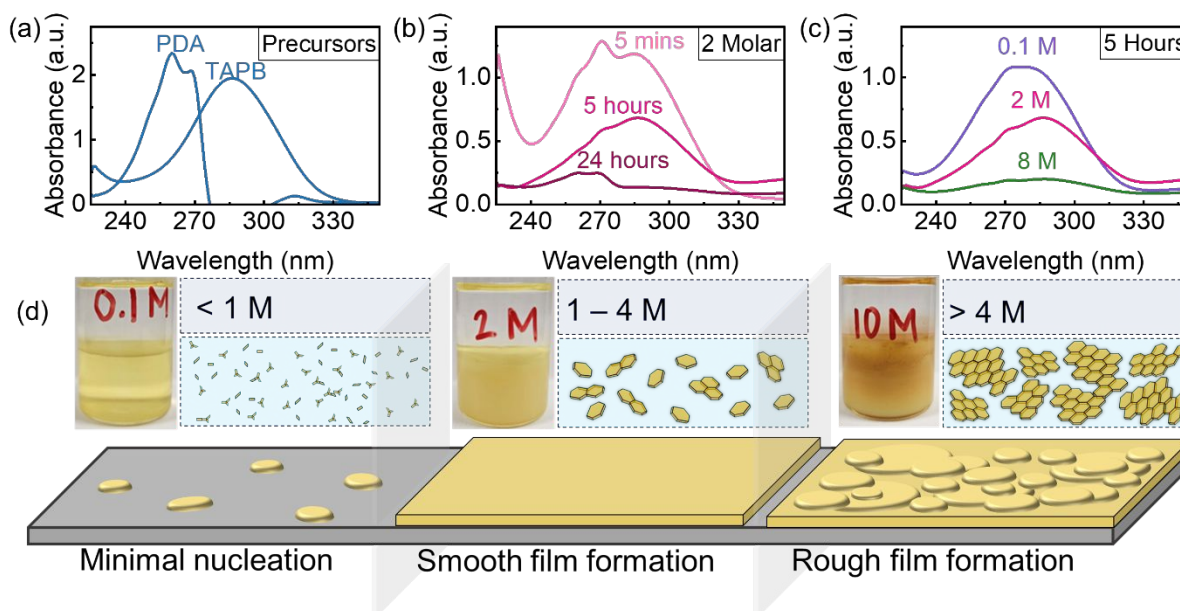 (a)
Absorbance (a.u.)
2
1
0
PDA
TAPB
Precursors
240 270 300 330
Wavelength (nm)
(b)
Absorbance (a.u.)
1.0
0.5
0.0
5 mins
2 Molar
5 hours
24 hours
240 270 300 330
Wavelength (nm)
(c)
Absorbance (a.u.)
1.0
0.5
0.0
0.1 M
5 Hours
2 M
8 M
240 270 300 330
Wavelength (nm)
(d)
0.1M
< 1 M
2 M
1 – 4 M
10 M
> 4 M
Minimal nucleation
Smooth film formation
Rough film formation